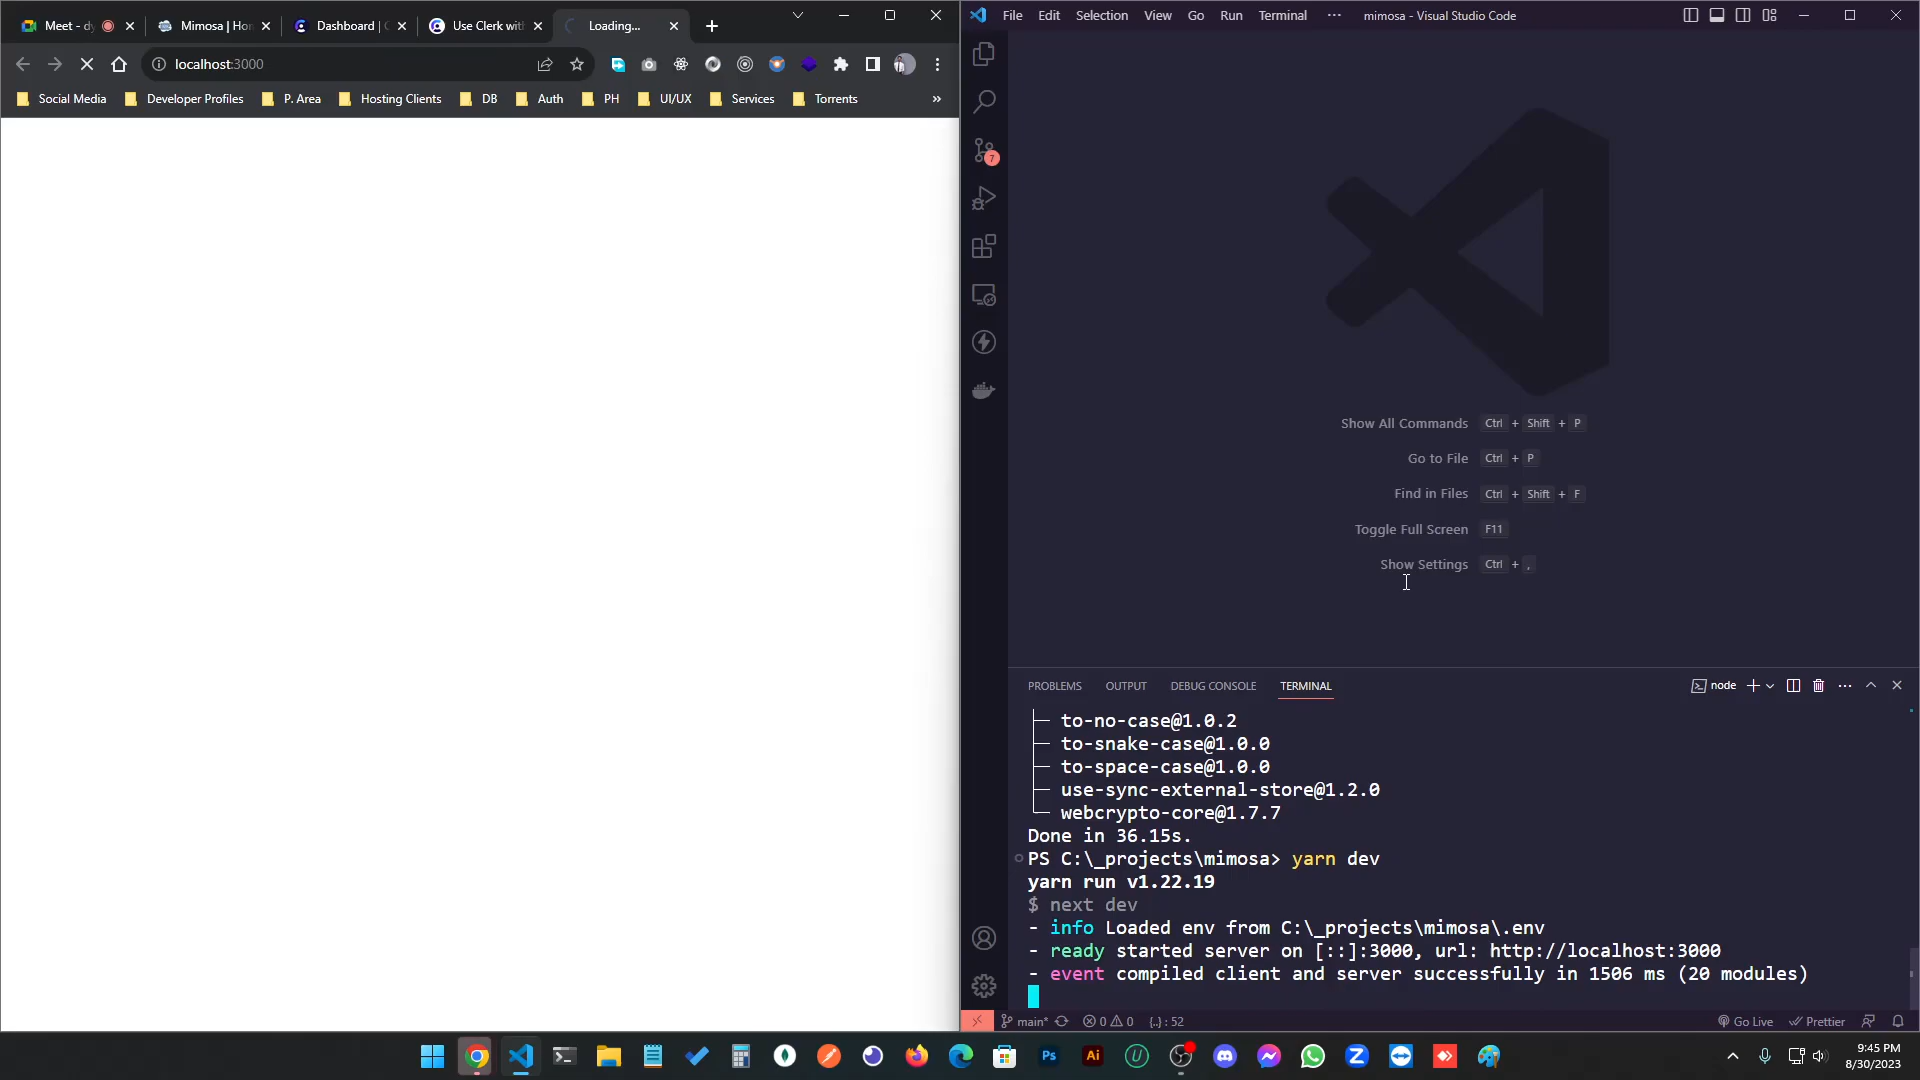 Meet - dy
Mimosa | Hon
Dashboard | C
Use Clerk with
Loading...
localhost:3000
Social Media
Developer Profiles
P. Area
Hosting Clients
DB
Auth
PH
UI/UX
Services
Torrents
»
File Edit Selection View Go Run Terminal ···
mimosa - Visual Studio Code
7
Show All Commands Ctrl + Shift + P
Go to File Ctrl + P
Find in Files Ctrl + Shift + F
Toggle Full Screen F11
Show Settings Ctrl + ,
PROBLEMS OUTPUT DEBUG CONSOLE TERMINAL
node
├─ to-no-case@1.0.2
├─ to-snake-case@1.0.0
├─ to-space-case@1.0.0
├─ use-sync-external-store@1.2.0
└─ webcrypto-core@1.7.7
Done in 36.15s.
PS C:\_projects\mimosa> yarn dev
yarn run v1.22.19
$ next dev
- info Loaded env from C:\_projects\mimosa\.env
- ready started server on [::]:3000, url: http://localhost:3000
- event compiled client and server successfully in 1506 ms (20 modules)
main* 0 0 {..} : 52
Go Live Prettier
Ps
Ai
U
Z
9:45 PM
8/30/2023